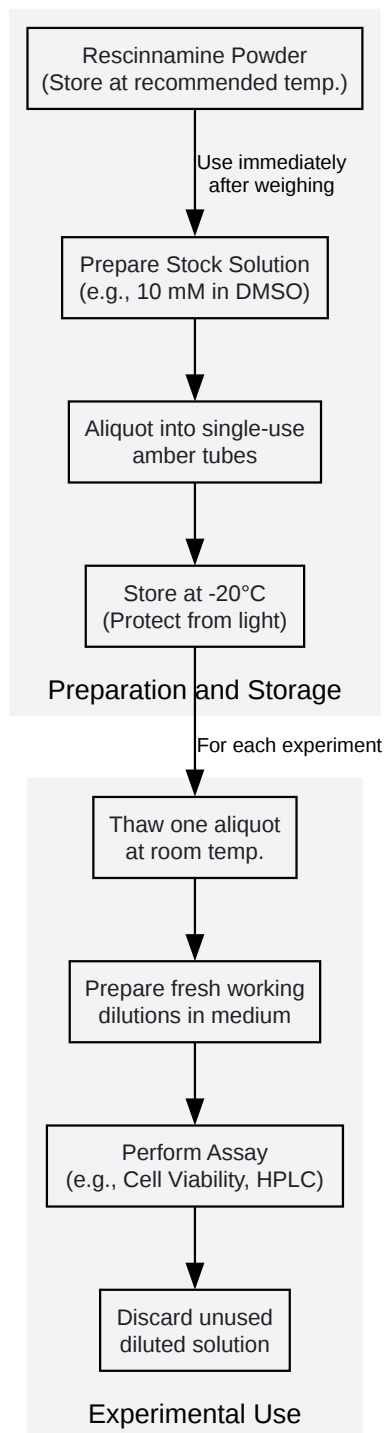 Rescinnamine Powder
(Store at recommended temp.)
Use immediately
after weighing
Prepare Stock Solution
(e.g., 10 mM in DMSO)
Aliquot into single-use
amber tubes
Store at -20°C
(Protect from light)
Preparation and Storage
For each experiment
Thaw one aliquot
at room temp.
Prepare fresh working
dilutions in medium
Perform Assay
(e.g., Cell Viability, HPLC)
Discard unused
diluted solution
Experimental Use